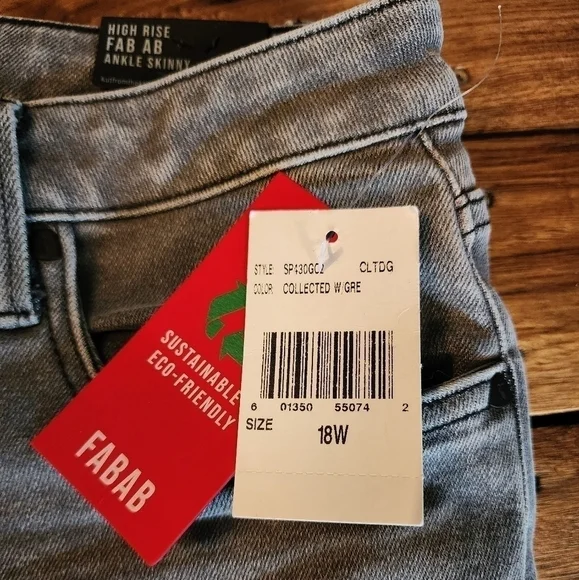 HIGH RISE
FAB AB
ANKLE SKINNY
SUSTAINABLE
ECO-FRIENDLY
FABAB
STYLE: CLTDG
COLOR: COLLECTED W/GRE
6 01350 55074 2
SIZE
18W